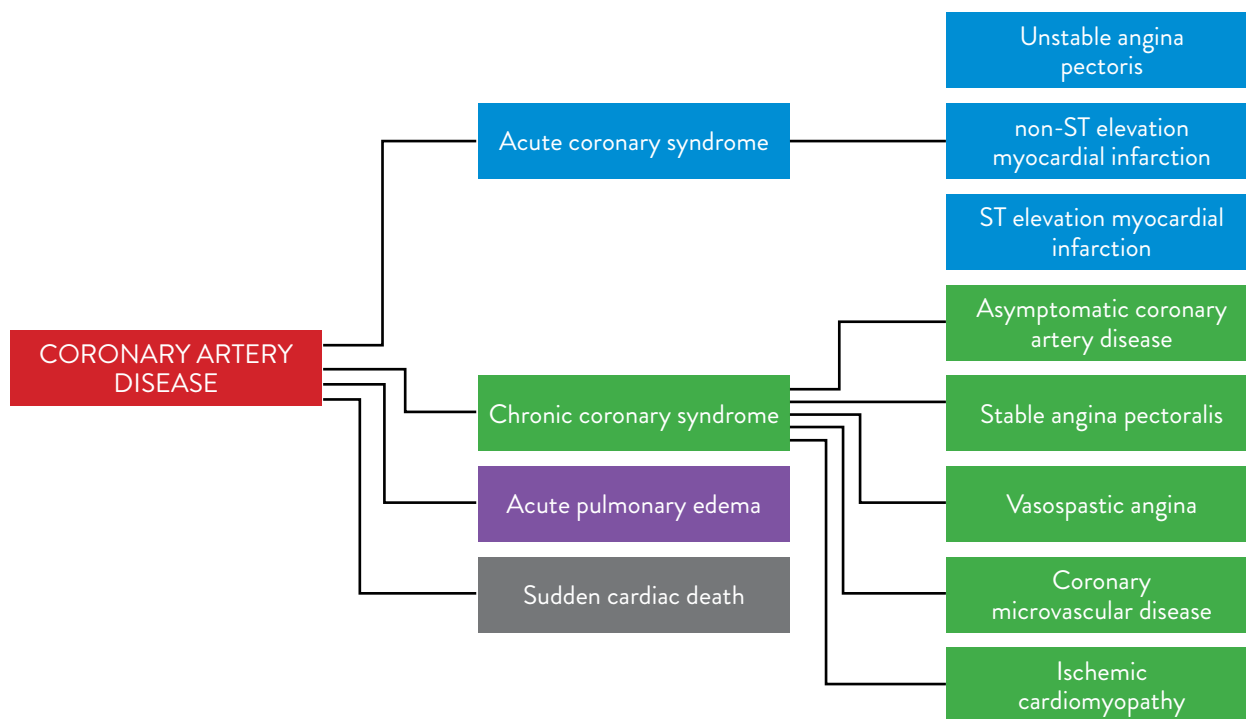 Unstable angina
pectoris
Acute coronary syndrome
non-ST elevation
myocardial infarction
ST elevation myocardial
infarction
CORONARY ARTERY
DISEASE
Asymptomatic coronary
artery disease
Chronic coronary syndrome
Stable angina pectoralis
Acute pulmonary edema
Vasospastic angina
Sudden cardiac death
Coronary
microvascular disease
Ischemic
cardiomyopathy